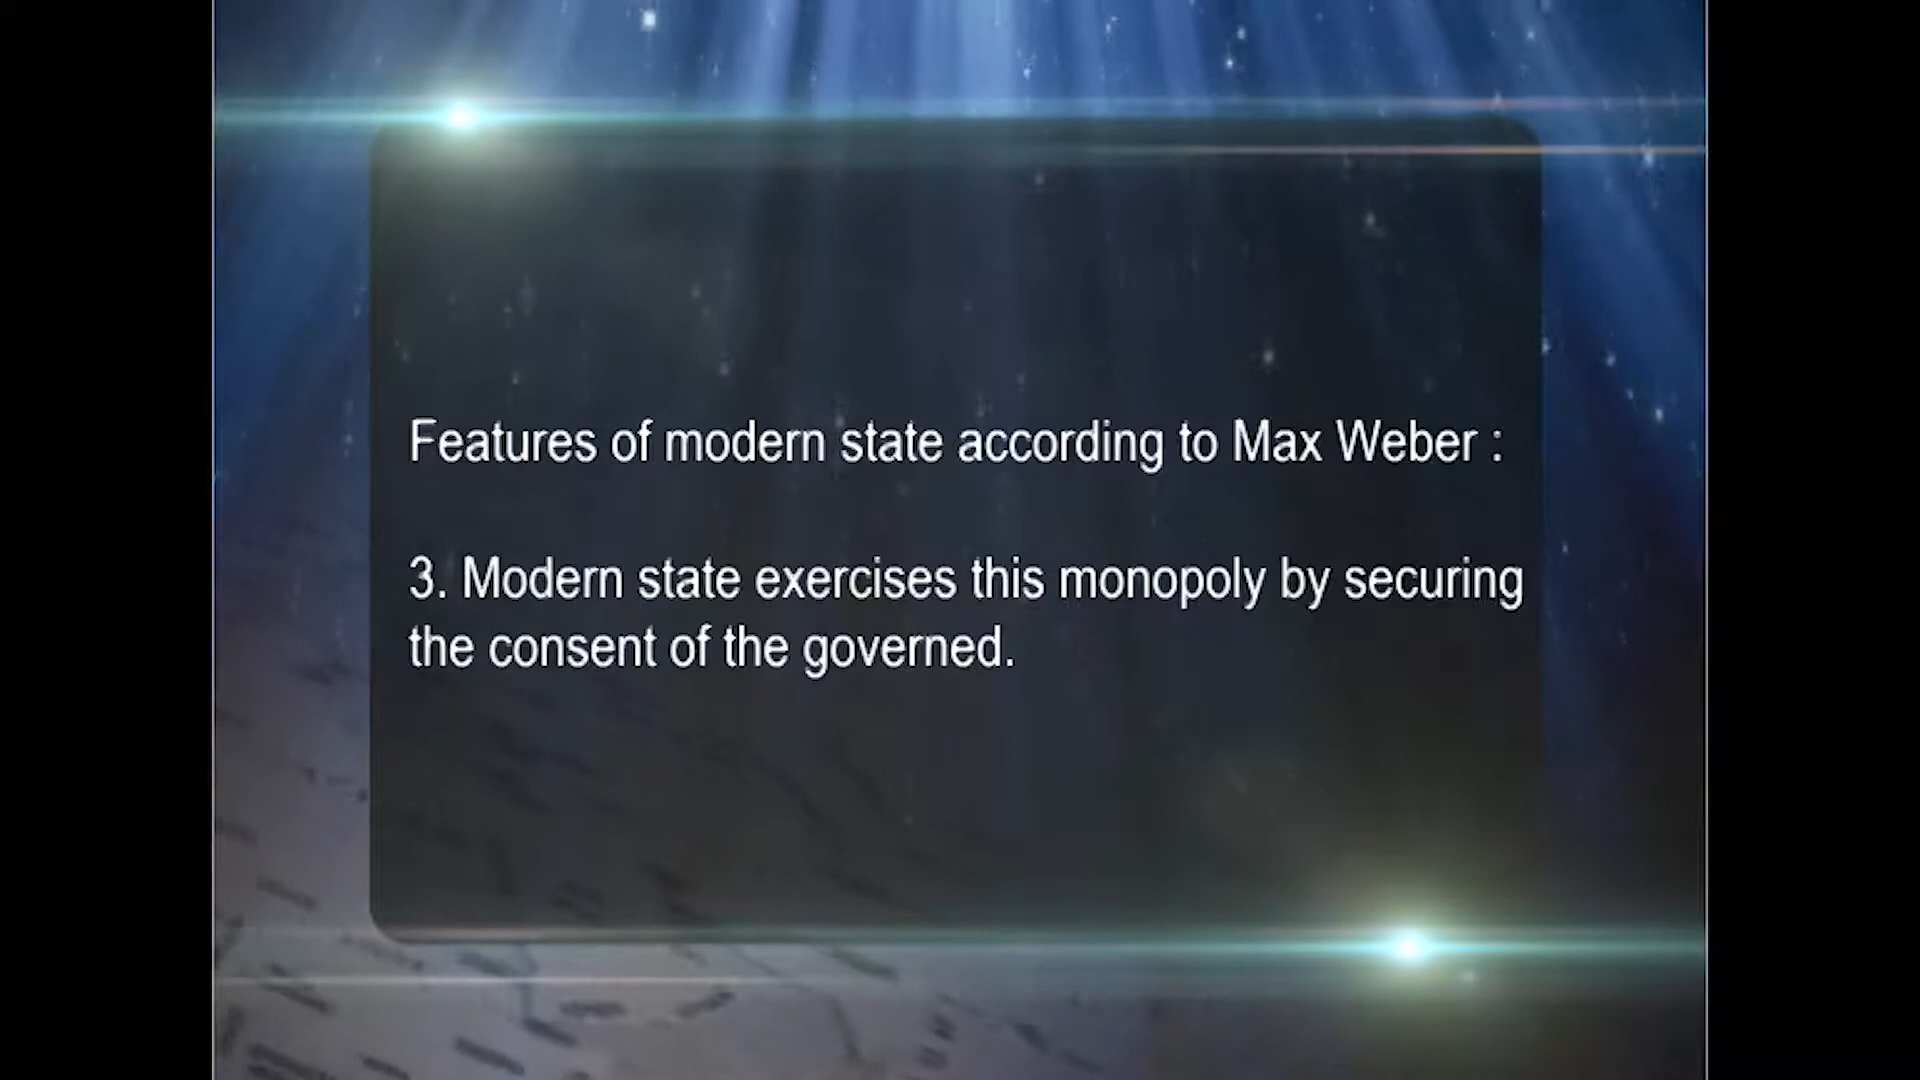 Features of modern state according to Max Weber :
3. Modern state exercises this monopoly by securing
the consent of the governed.